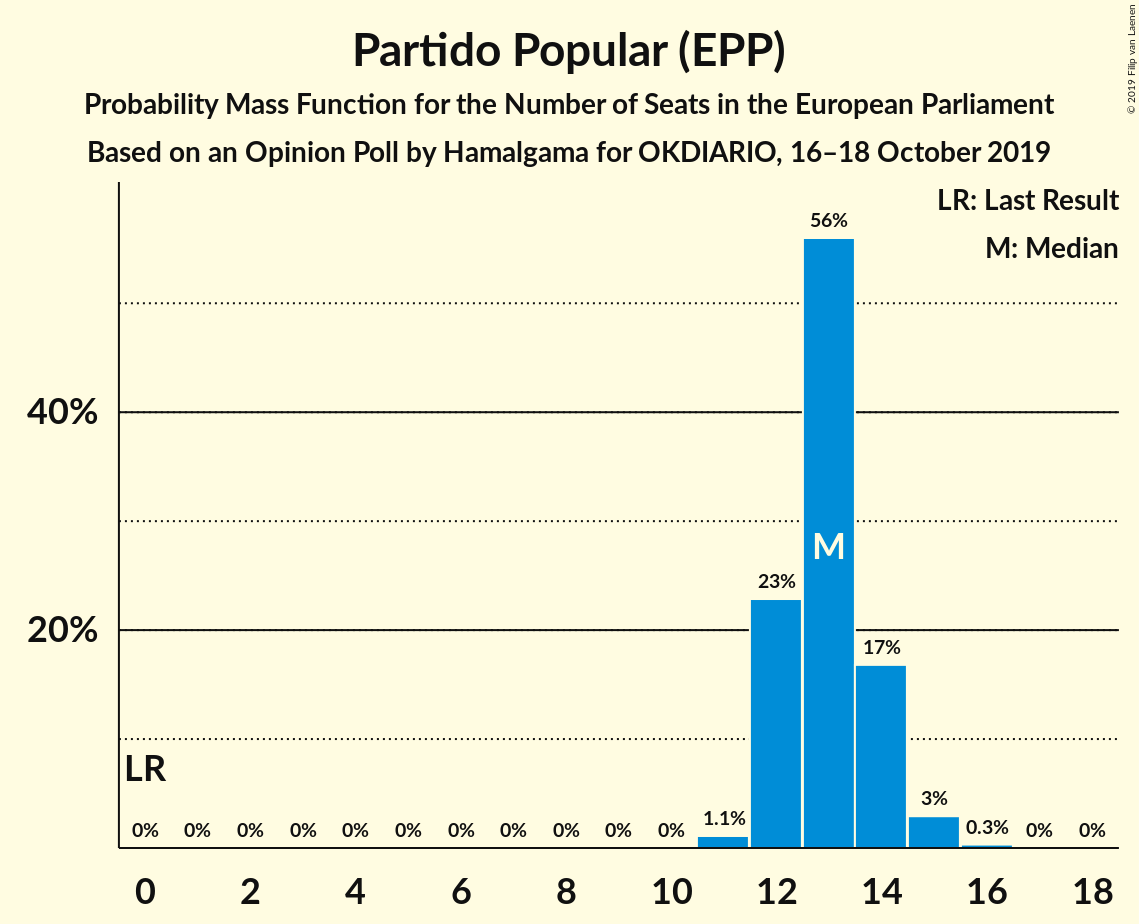 Partido Popular (EPP)
Probability Mass Function for the Number of Seats in the European Parliament
Based on an Opinion Poll by Hamalgama for OKDIARIO, 16–18 October 2019
© 2019 Filip van Laenen
LR: Last Result
M: Median
56%
40%
M
23%
20%
17%
LR
3%
1.1%
0% 0% 0% 0% 0% 0% 0% 0% 0% 0% 0% 0.3% 0% 0%
0 2 4 6 8 10 12 14 16 18